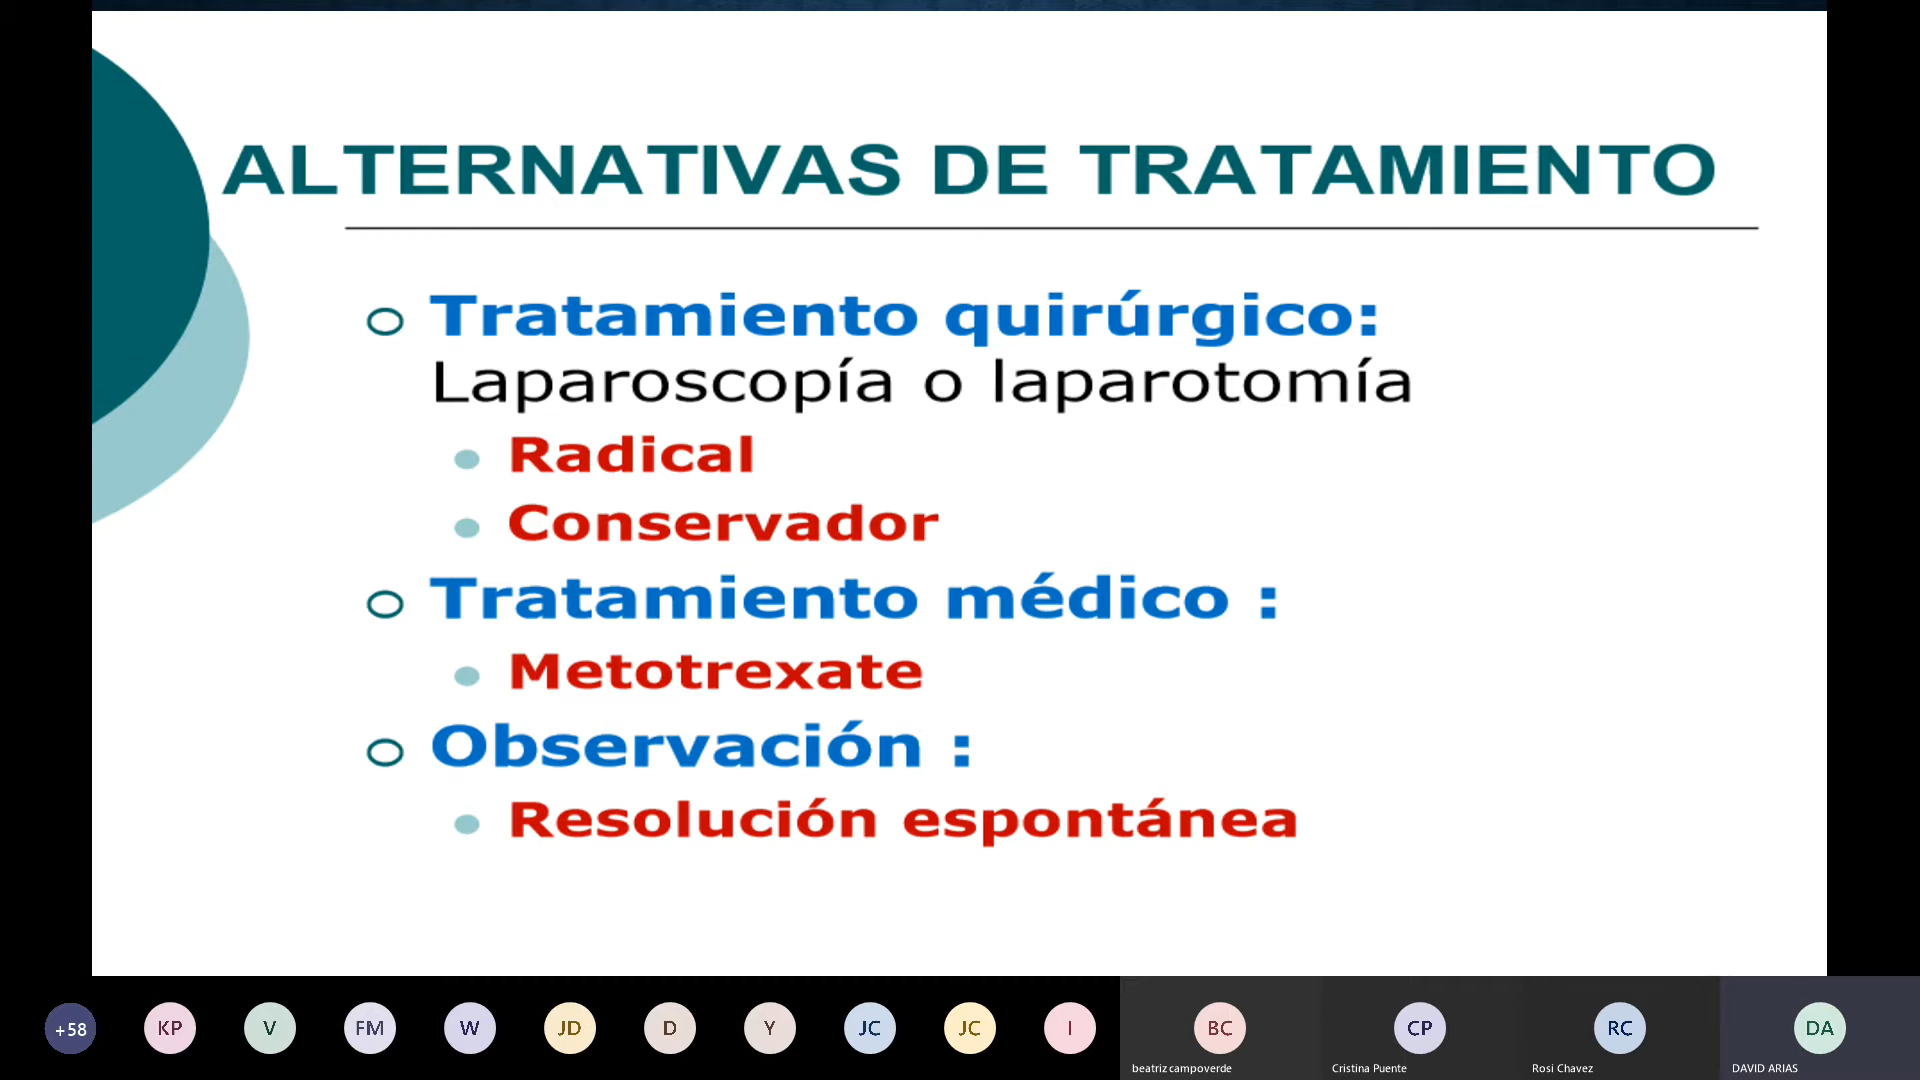 ALTERNATIVAS DE TRATAMIENTO
Tratamiento quirúrgico:
Laparoscopía o laparotomía
Radical
Conservador
Tratamiento médico :
Metotrexate
Observación :
Resolución espontánea
+58
KP
V
FM
W
JD
D
Y
JC
JC
I
BC
beatriz campoverde
CP
Cristina Puente
RC
Rosi Chavez
DA
DAVID ARIAS